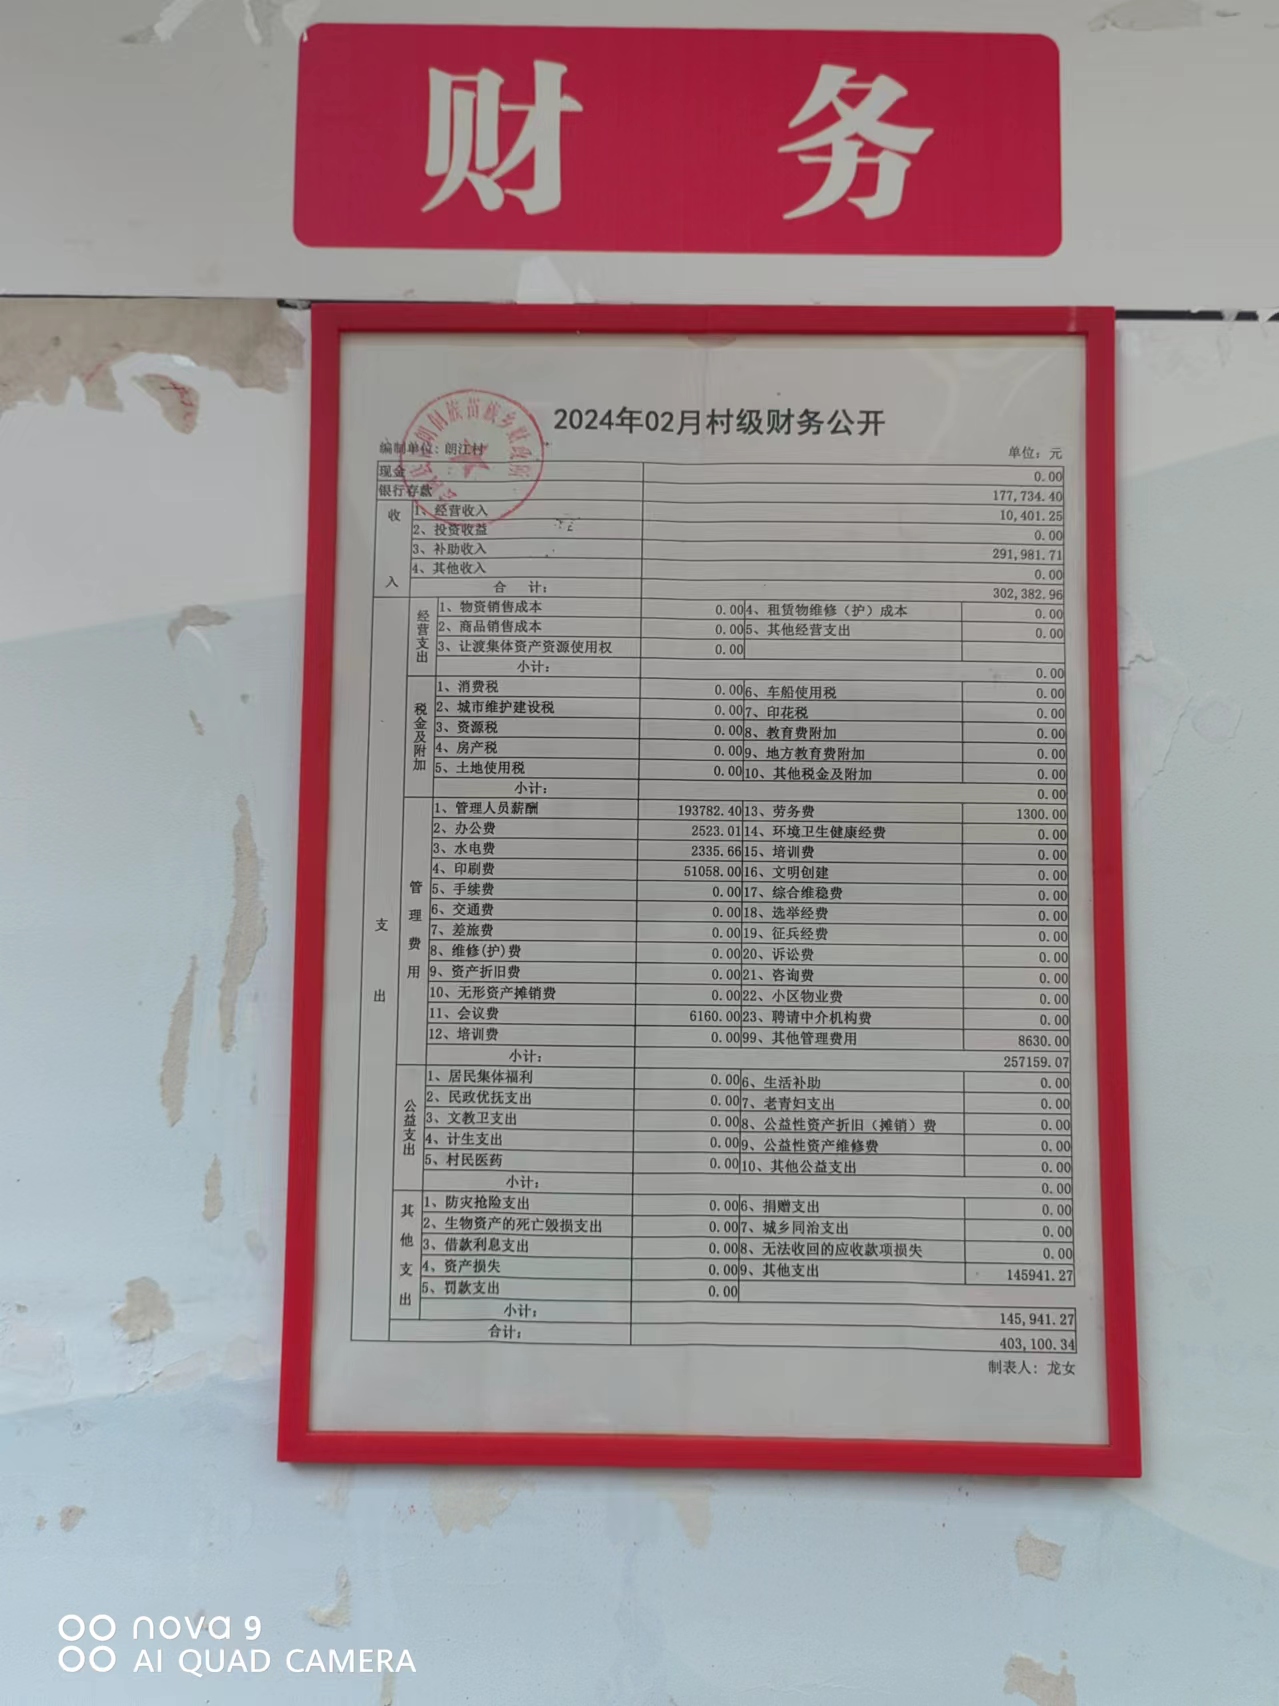 财 务
2024年02月村级财务公开
编制单位：朗江村 单位：元
现金 0.00
银行存款 177,734.40
收入
1、经营收入 10,401.25
2、投资收益 0.00
3、补助收入 291,981.71
4、其他收入 0.00
合 计： 302,382.96
支出
经营支出
1、物资销售成本 0.00 4、租赁物维修（护）成本 0.00
2、商品销售成本 0.00 5、其他经营支出 0.00
3、让渡集体资产资源使用权 0.00
小计： 0.00
税金及附加
1、消费税 0.00 6、车船使用税 0.00
2、城市维护建设税 0.00 7、印花税 0.00
3、资源税 0.00 8、教育费附加 0.00
4、房产税 0.00 9、地方教育费附加 0.00
5、土地使用税 0.00 10、其他税金及附加 0.00
小计： 0.00
管理费用
1、管理人员薪酬 193782.40 13、劳务费 1300.00
2、办公费 2523.01 14、环境卫生健康经费 0.00
3、水电费 2335.66 15、培训费 0.00
4、印刷费 51058.00 16、文明创建 0.00
5、手续费 0.00 17、综合维稳费 0.00
6、交通费 0.00 18、选举经费 0.00
7、差旅费 0.00 19、征兵经费 0.00
8、维修(护)费 0.00 20、诉讼费 0.00
9、资产折旧费 0.00 21、咨询费 0.00
10、无形资产摊销费 0.00 22、小区物业费 0.00
11、会议费 6160.00 23、聘请中介机构费 0.00
12、培训费 0.00 99、其他管理费用 8630.00
小计： 257159.07
公益支出
1、居民集体福利 0.00 6、生活补助 0.00
2、民政优抚支出 0.00 7、老青妇支出 0.00
3、文教卫支出 0.00 8、公益性资产折旧（摊销）费 0.00
4、计生支出 0.00 9、公益性资产维修费 0.00
5、村民医药 0.00 10、其他公益支出 0.00
小计： 0.00
其他支出
1、防灾抢险支出 0.00 6、捐赠支出 0.00
2、生物资产的死亡毁损支出 0.00 7、城乡同治支出 0.00
3、借款利息支出 0.00 8、无法收回的应收款项损失 0.00
4、资产损失 0.00 9、其他支出 145941.27
5、罚款支出 0.00
小计： 145,941.27
合计： 403,100.34
制表人：龙女
nova 9
AI QUAD CAMERA